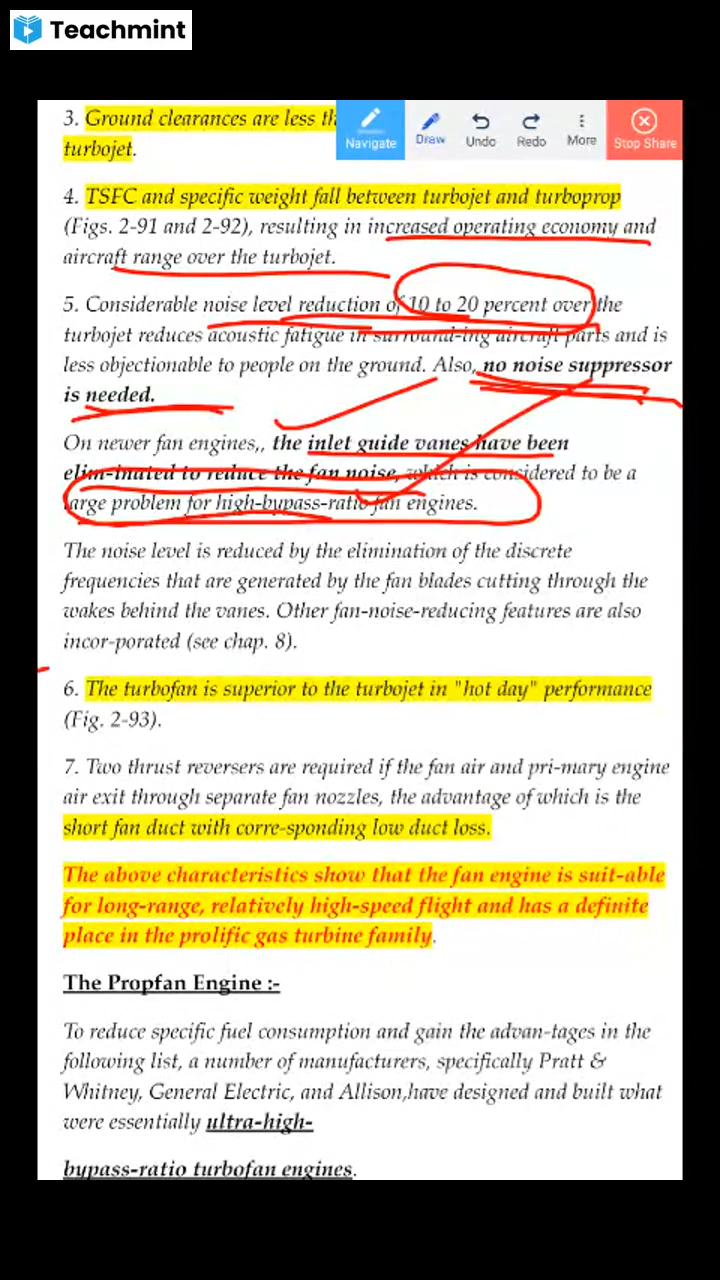 Teachmint
3. Ground clearances are less th
turbojet.
Navigate
Draw
Undo
Redo
More
Stop Share
4. TSFC and specific weight fall between turbojet and turboprop
(Figs. 2-91 and 2-92), resulting in increased operating economy and
aircraft range over the turbojet.
5. Considerable noise level reduction of 10 to 20 percent over the
turbojet reduces acoustic fatigue in surround-ing aircraft parts and is
less objectionable to people on the ground. Also, no noise suppressor
is needed.
On newer fan engines,, the inlet guide vanes have been
elim-inated to reduce the fan noise, which is considered to be a
large problem for high-bypass-ratio fan engines.
The noise level is reduced by the elimination of the discrete
frequencies that are generated by the fan blades cutting through the
wakes behind the vanes. Other fan-noise-reducing features are also
incor-porated (see chap. 8).
6. The turbofan is superior to the turbojet in "hot day" performance
(Fig. 2-93).
7. Two thrust reversers are required if the fan air and pri-mary engine
air exit through separate fan nozzles, the advantage of which is the
short fan duct with corre-sponding low duct loss.
The above characteristics show that the fan engine is suit-able
for long-range, relatively high-speed flight and has a definite
place in the prolific gas turbine family.
The Propfan Engine :-
To reduce specific fuel consumption and gain the advan-tages in the
following list, a number of manufacturers, specifically Pratt &
Whitney, General Electric, and Allison,have designed and built what
were essentially ultra-high-
bypass-ratio turbofan engines.